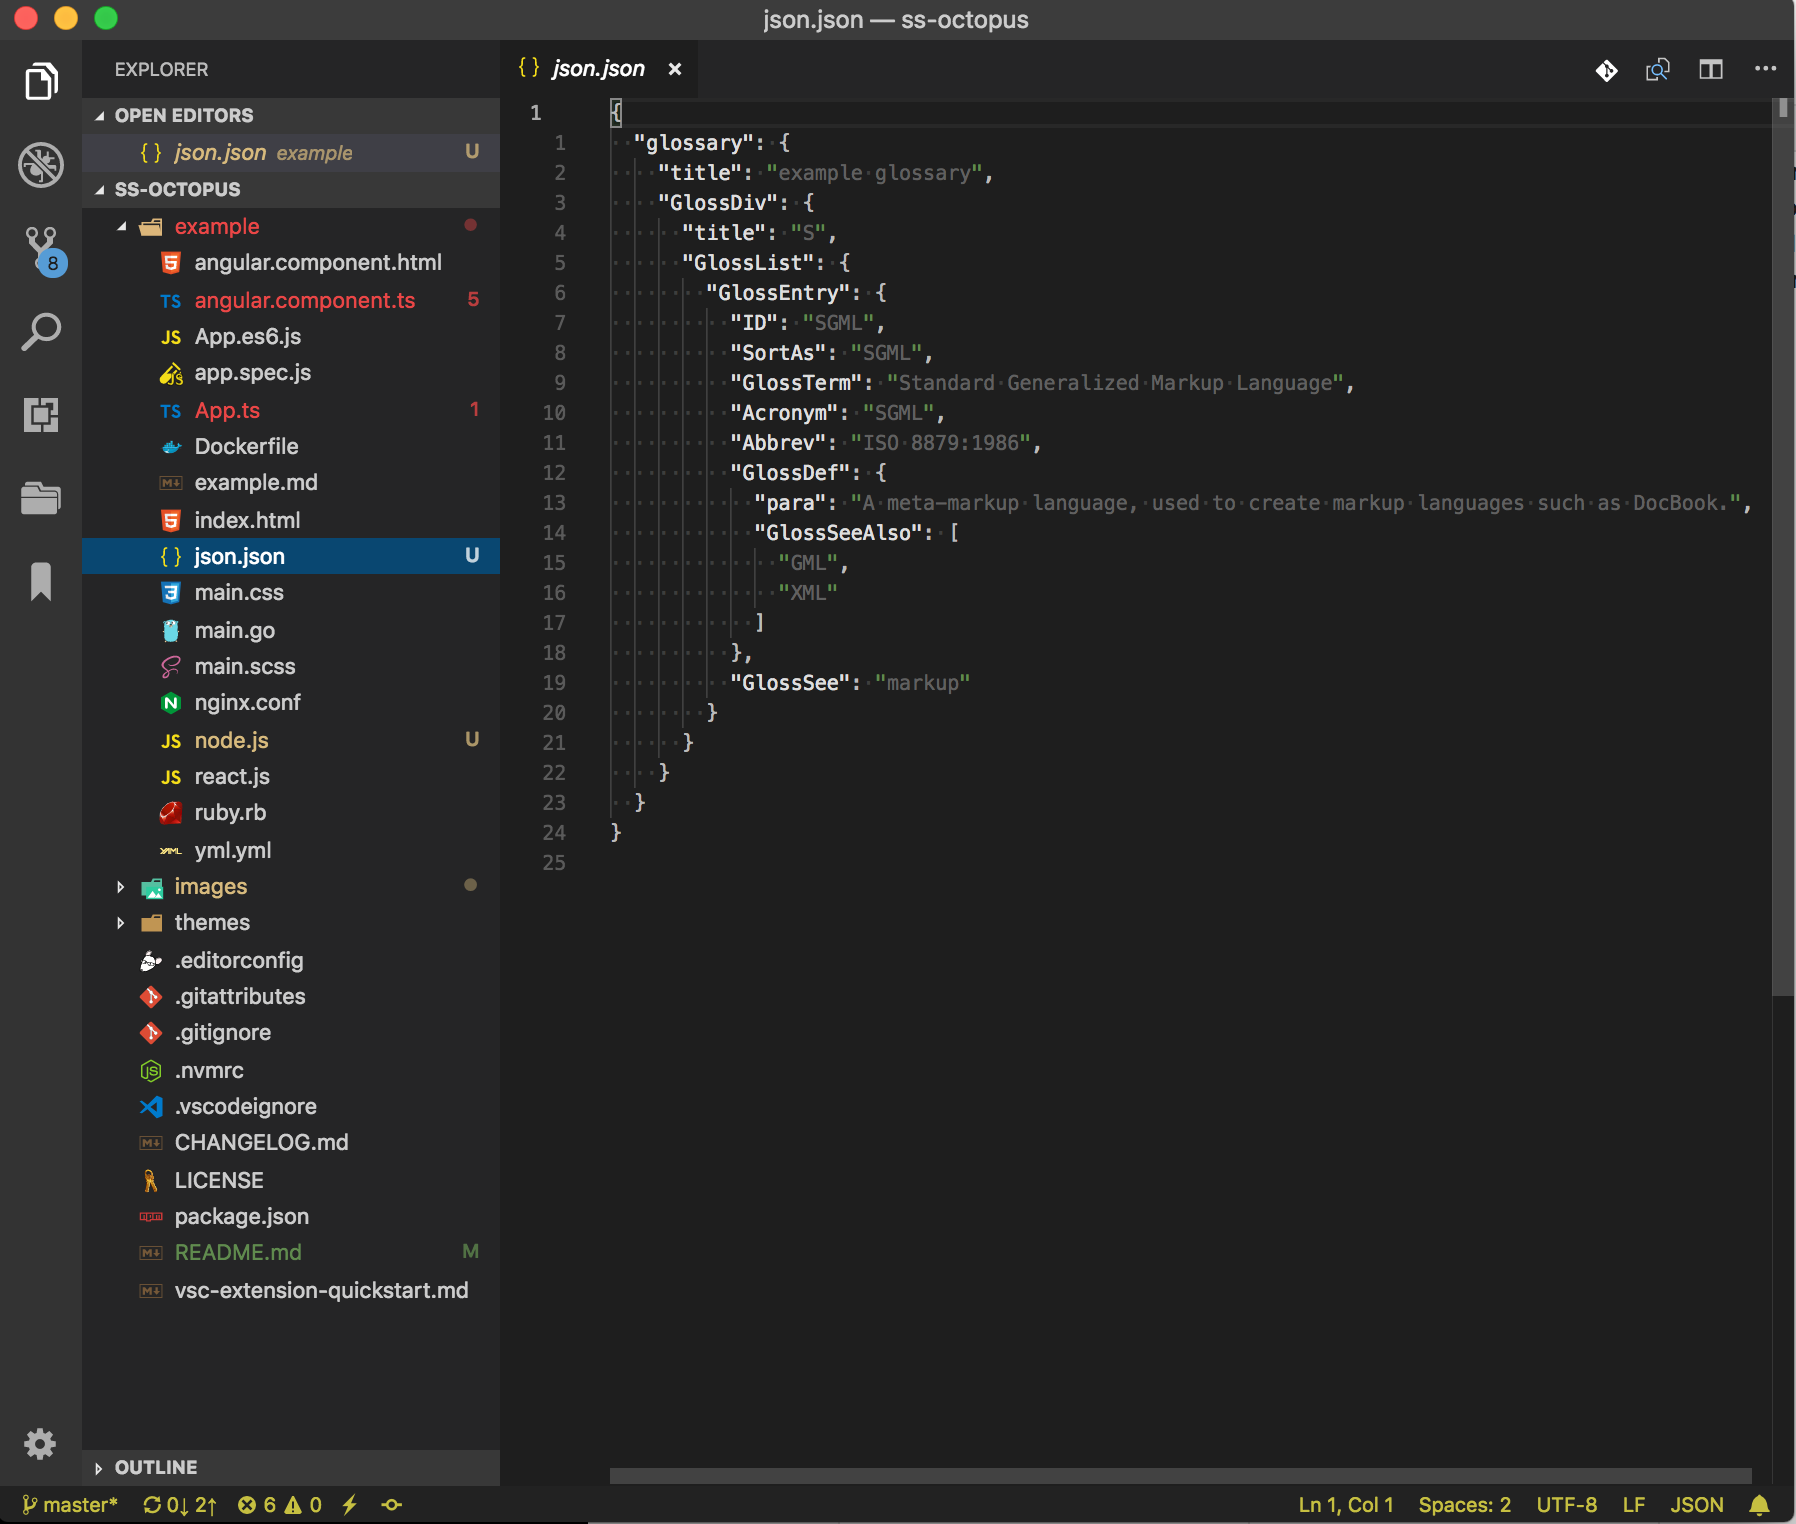 json.json — ss-octopus
EXPLORER
OPEN EDITORS
{} json.json example U
SS-OCTOPUS
example
angular.component.html
TS angular.component.ts 5
JS App.es6.js
app.spec.js
TS App.ts 1
Dockerfile
example.md
index.html
{} json.json U
main.css
main.go
main.scss
nginx.conf
JS node.js U
JS react.js
ruby.rb
YAML yml.yml
images
themes
.editorconfig
.gitattributes
.gitignore
.nvmrc
.vscodeignore
CHANGELOG.md
LICENSE
package.json
README.md M
vsc-extension-quickstart.md
OUTLINE
8
{} json.json ×
1 {
1 "glossary": {
2 "title": "example glossary",
3 "GlossDiv": {
4 "title": "S",
5 "GlossList": {
6 "GlossEntry": {
7 "ID": "SGML",
8 "SortAs": "SGML",
9 "GlossTerm": "Standard Generalized Markup Language",
10 "Acronym": "SGML",
11 "Abbrev": "ISO 8879:1986",
12 "GlossDef": {
13 "para": "A meta-markup language, used to create markup languages such as DocBook.",
14 "GlossSeeAlso": [
15 "GML",
16 "XML"
17 ]
18 },
19 "GlossSee": "markup"
20 }
21 }
22 }
23 }
24 }
25
master* 0↓ 2↑ 6 0 Ln 1, Col 1 Spaces: 2 UTF-8 LF JSON